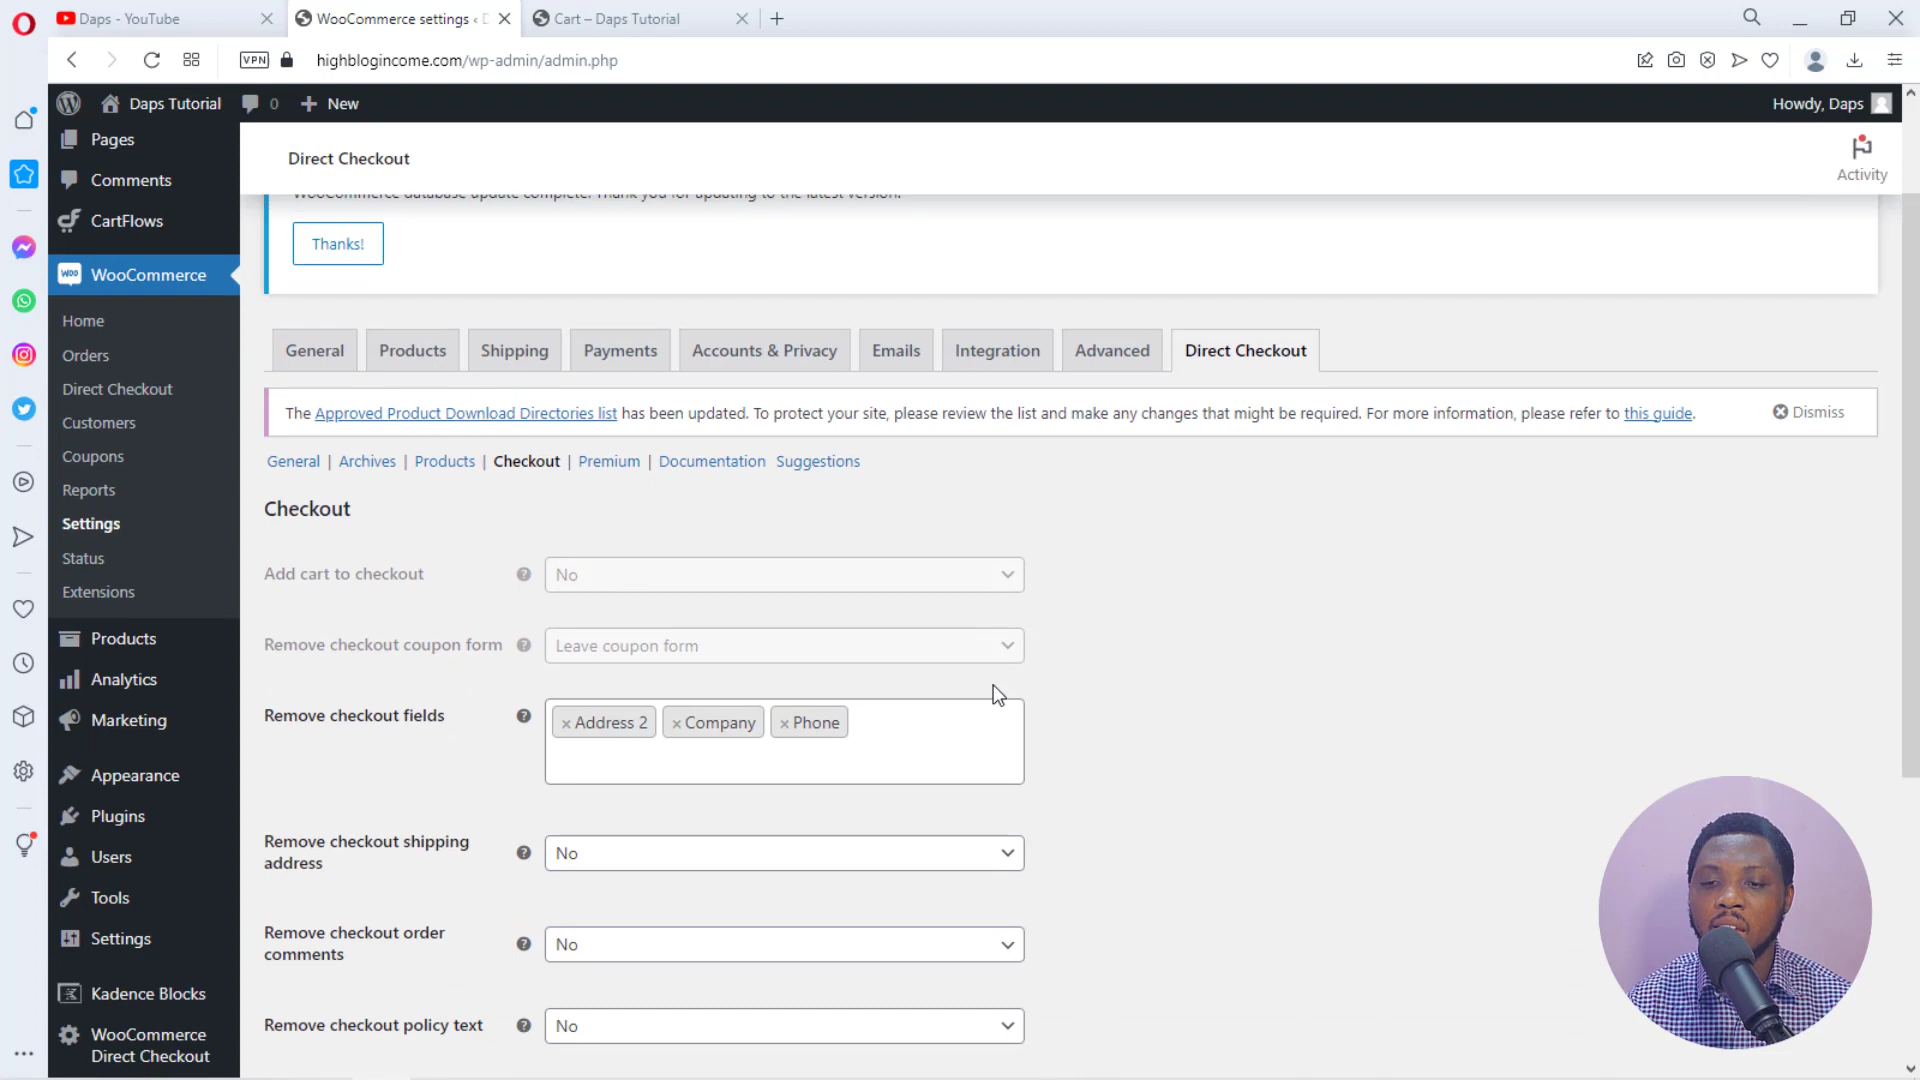 Daps - YouTube
WooCommerce settings ‹ D
Cart – Daps Tutorial
VPN
highblogincome.com/wp-admin/admin.php
Daps Tutorial
0
New
Howdy, Daps
Pages
Comments
CartFlows
WooCommerce
Home
Orders
Direct Checkout
Customers
Coupons
Reports
Settings
Status
Extensions
Products
Analytics
Marketing
Appearance
Plugins
Users
Tools
Settings
Kadence Blocks
WooCommerce
Direct Checkout
Direct Checkout
Activity
WooCommerce database update complete. Thank you for updating to the latest version.
Thanks!
General
Products
Shipping
Payments
Accounts & Privacy
Emails
Integration
Advanced
Direct Checkout
The Approved Product Download Directories list has been updated. To protect your site, please review the list and make any changes that might be required. For more information, please refer to this guide.
Dismiss
General | Archives | Products | Checkout | Premium | Documentation Suggestions
Checkout
Add cart to checkout
No
Remove checkout coupon form
Leave coupon form
Remove checkout fields
× Address 2 × Company × Phone
Remove checkout shipping
address
No
Remove checkout order
comments
No
Remove checkout policy text
No